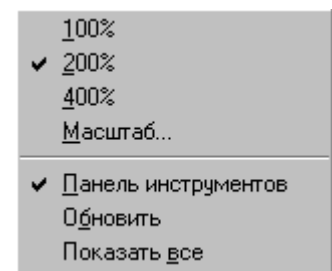 100%
200%
400%
Масштаб...
Панель инструментов
Обновить
Показать все